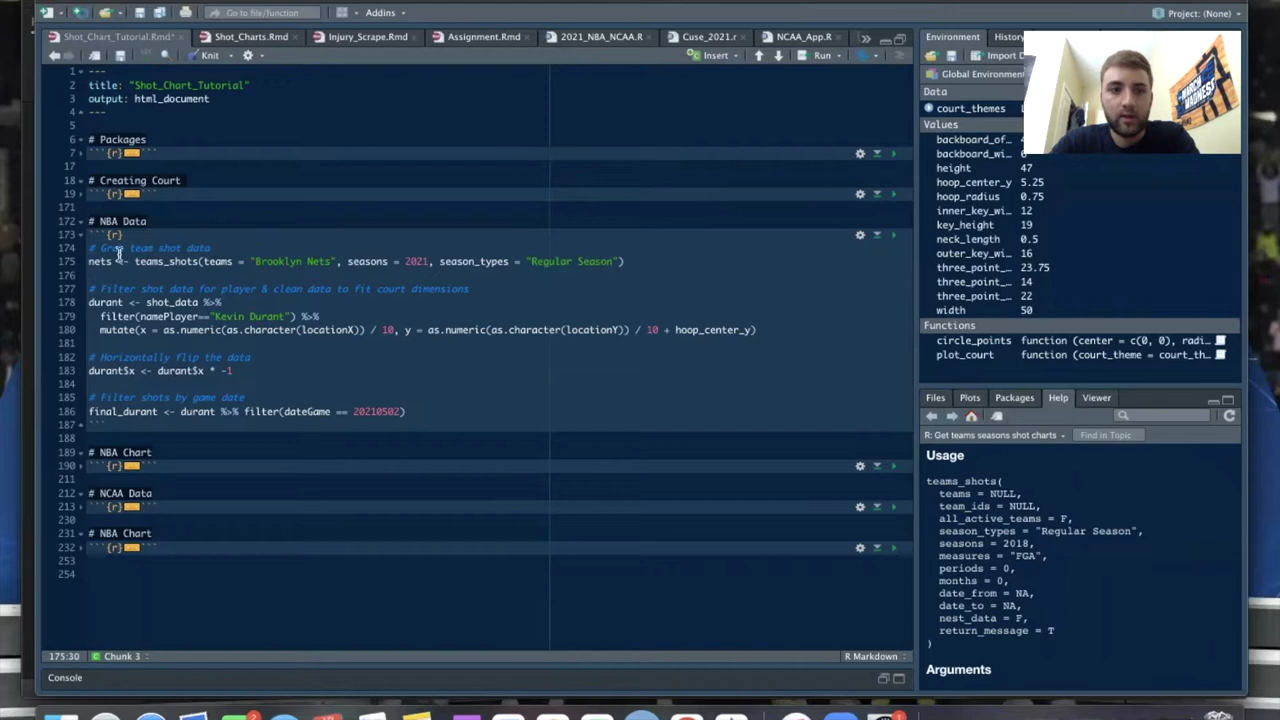 Go to file/function
Addins
Project: (None)
Shot_Chart_Tutorial.Rmd*
Shot_Charts.Rmd
Injury_Scrape.Rmd
Assignment.Rmd
2021_NBA_NCAA.R
Cuse_2021.r
NCAA_App.R
Knit
Insert
Run
1 ---
2 title: "Shot_Chart_Tutorial"
3 output: html_document
4 ---
5
6 # Packages
7 ```{r} ```
17
18 # Creating Court
19 ```{r} ```
171
172 # NBA Data
173 ```{r}
174 # Grab team shot data
175 nets <- teams_shots(teams = "Brooklyn Nets", seasons = 2021, season_types = "Regular Season")
176
177 # Filter shot data for player & clean data to fit court dimensions
178 durant <- shot_data %>%
179 filter(namePlayer=="Kevin Durant") %>%
180 mutate(x = as.numeric(as.character(locationX)) / 10, y = as.numeric(as.character(locationY)) / 10 + hoop_center_y)
181
182 # Horizontally flip the data
183 durant$x <- durant$x * -1
184
185 # Filter shots by game date
186 final_durant <- durant %>% filter(dateGame == 20210502)
187 ```
188
189 # NBA Chart
190 ```{r} ```
211
212 # NCAA Data
213 ```{r} ```
230
231 # NBA Chart
232 ```{r} ```
253
254
175:30
Chunk 3
R Markdown
Console
Environment
History
Import D
Global Environme
Data
court_themes
Values
backboard_of…
backboard_wi…
height 47
hoop_center_y 5.25
hoop_radius 0.75
inner_key_wi… 12
key_height 19
neck_length 0.5
outer_key_wi… 16
three_point_… 23.75
three_point_… 14
three_point_… 22
width 50
Functions
circle_points function (center = c(0, 0), radi…
plot_court function (court_theme = court_th…
Files
Plots
Packages
Help
Viewer
R: Get teams seasons shot charts
Find in Topic
Usage
teams_shots(
teams = NULL,
team_ids = NULL,
all_active_teams = F,
season_types = "Regular Season",
seasons = 2018,
measures = "FGA",
periods = 0,
months = 0,
date_from = NA,
date_to = NA,
nest_data = F,
return_message = T
)
Arguments
MARCH
MADNESS